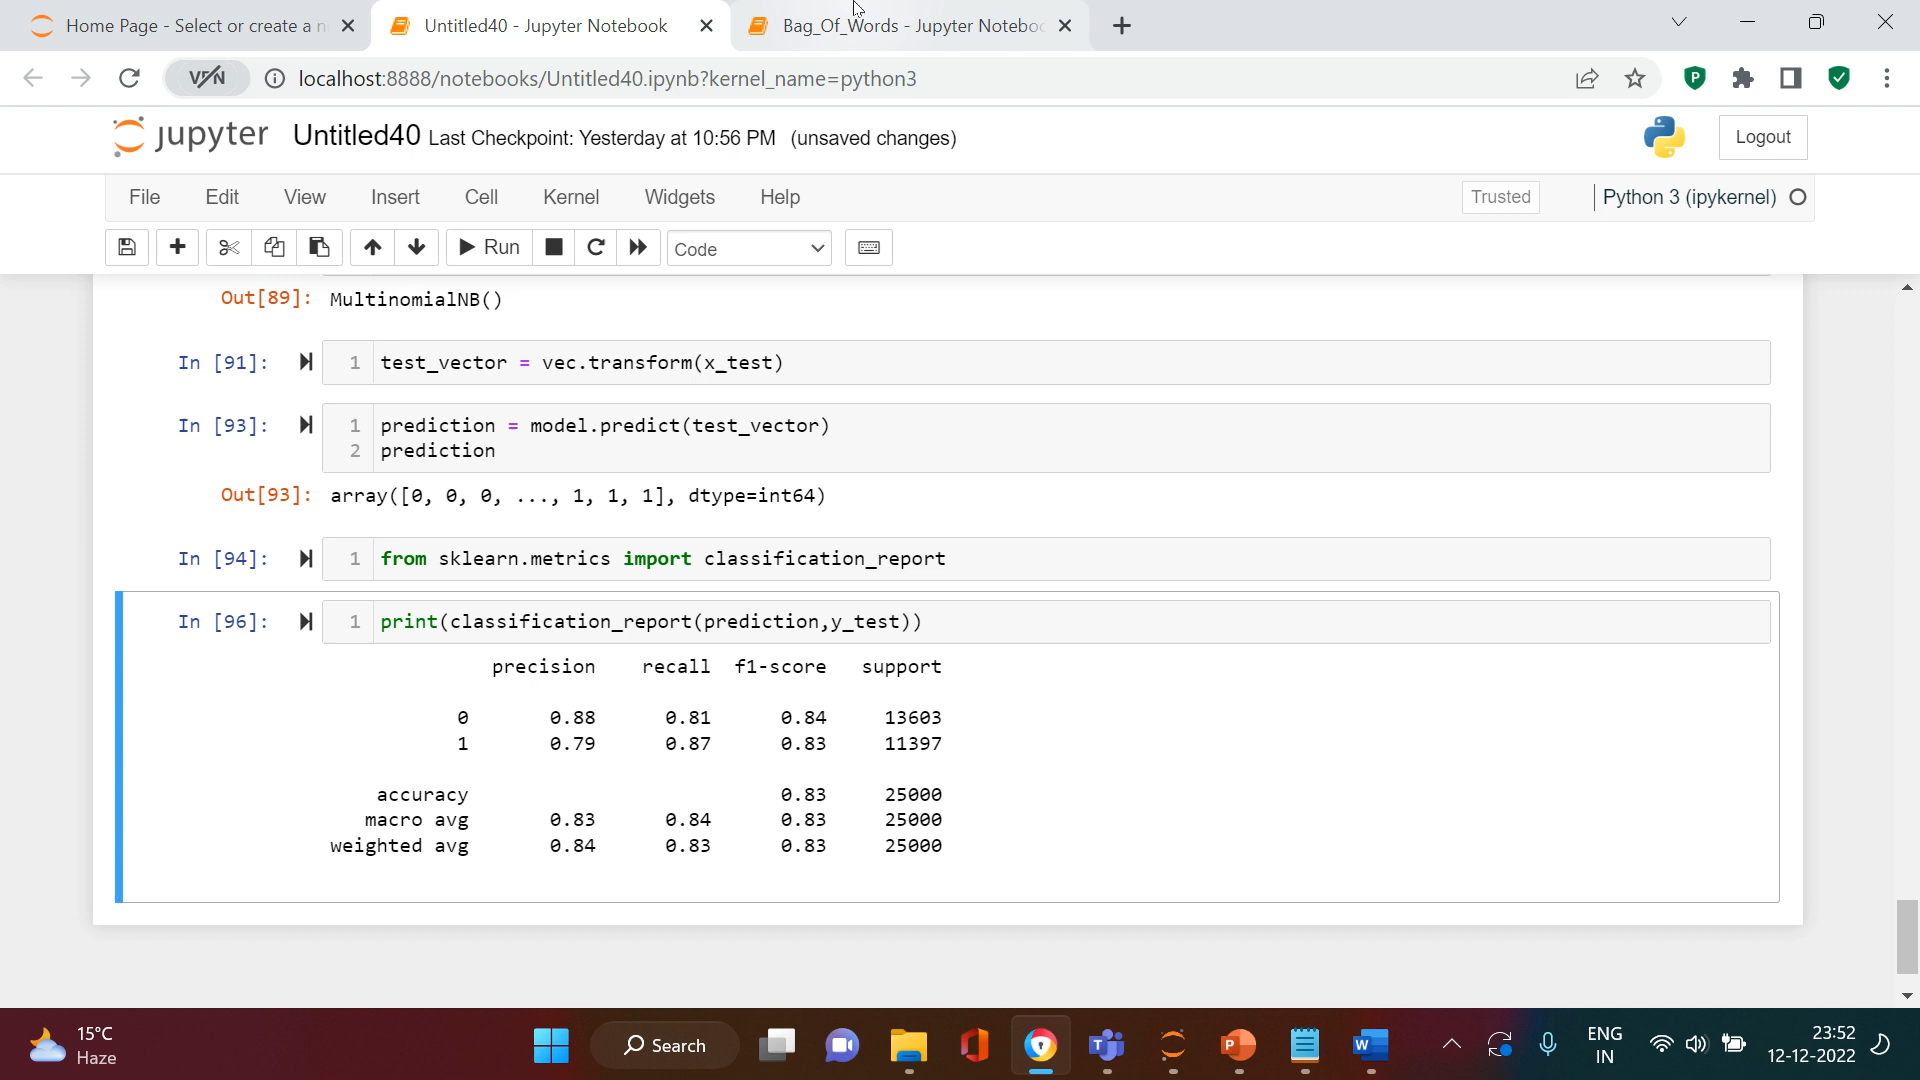 Home Page - Select or create a n
Untitled40 - Jupyter Notebook
Bag_Of_Words - Jupyter Noteboo
VPN
localhost:8888/notebooks/Untitled40.ipynb?kernel_name=python3
jupyter Untitled40 Last Checkpoint: Yesterday at 10:56 PM (unsaved changes)
Logout
File Edit View Insert Cell Kernel Widgets Help
Trusted
Python 3 (ipykernel)
Run
Code
Out[89]: MultinomialNB()
In [91]: 1 test_vector = vec.transform(x_test)
In [93]: 1 prediction = model.predict(test_vector)
2 prediction
Out[93]: array([0, 0, 0, ..., 1, 1, 1], dtype=int64)
In [94]: 1 from sklearn.metrics import classification_report
In [96]: 1 print(classification_report(prediction,y_test))
precision recall f1-score support
0 0.88 0.81 0.84 13603
1 0.79 0.87 0.83 11397
accuracy 0.83 25000
macro avg 0.83 0.84 0.83 25000
weighted avg 0.84 0.83 0.83 25000
15°C
Haze
Search
ENG
IN
23:52
12-12-2022